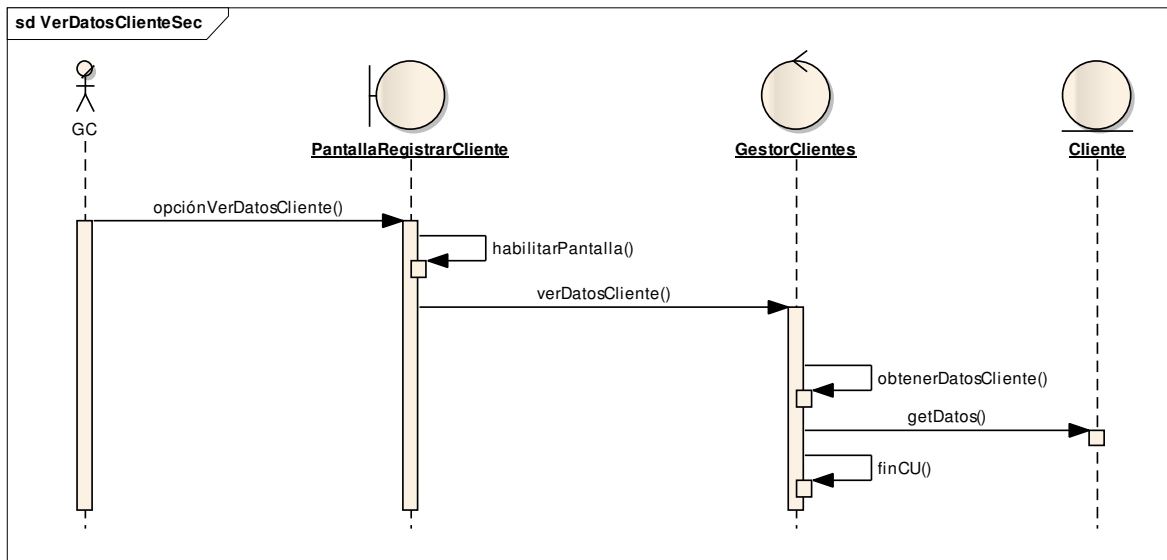 sd VerDatosClienteSec
GC
PantallaRegistrarCliente
GestorClientes
Cliente
opciónVerDatosCliente()
habilitarPantalla()
verDatosCliente()
obtenerDatosCliente()
getDatos()
finCU()